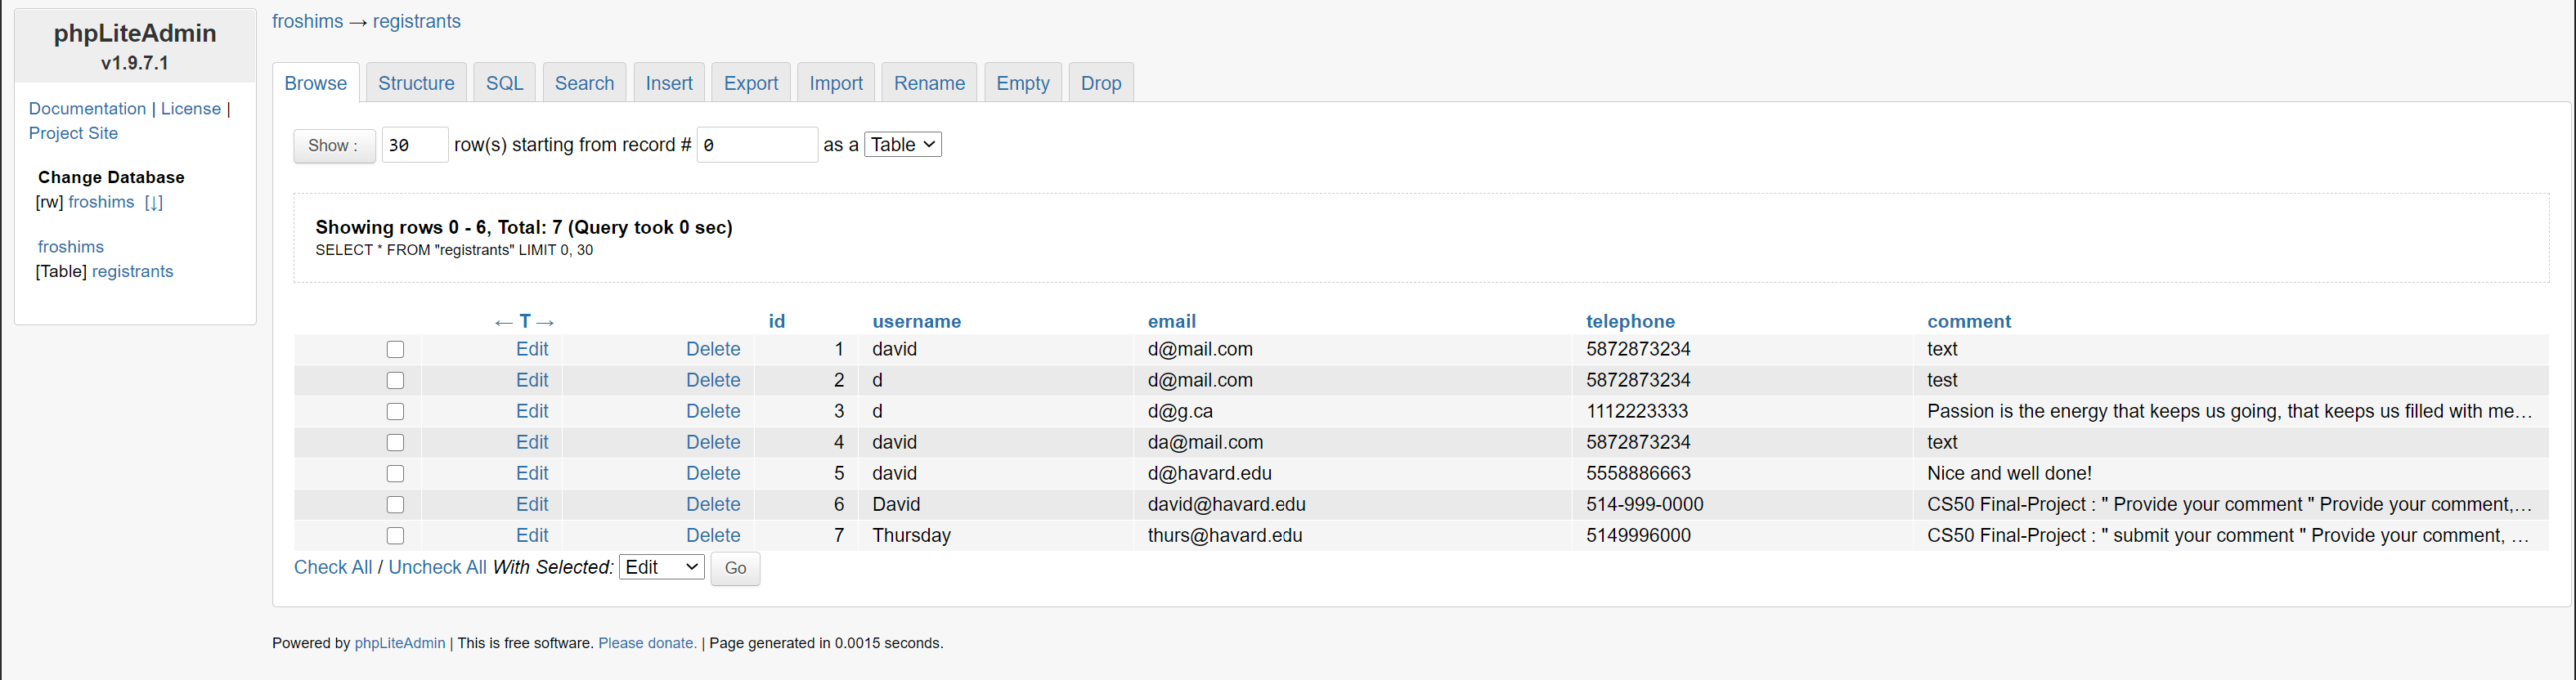 phpLiteAdmin
v1.9.7.1
Documentation | License |
Project Site
Change Database
[rw] froshims [↓]
froshims
[Table] registrants
froshims → registrants
Browse Structure SQL Search Insert Export Import Rename Empty Drop
Show : 30 row(s) starting from record # 0 as a Table
Showing rows 0 - 6, Total: 7 (Query took 0 sec)
SELECT * FROM "registrants" LIMIT 0, 30
← T → id username email telephone comment
Edit Delete 1 david d@mail.com 5872873234 text
Edit Delete 2 d d@mail.com 5872873234 test
Edit Delete 3 d d@g.ca 1112223333 Passion is the energy that keeps us going, that keeps us filled with me...
Edit Delete 4 david da@mail.com 5872873234 text
Edit Delete 5 david d@havard.edu 5558886663 Nice and well done!
Edit Delete 6 David david@havard.edu 514-999-0000 CS50 Final-Project : " Provide your comment " Provide your comment,...
Edit Delete 7 Thursday thurs@havard.edu 5149996000 CS50 Final-Project : " submit your comment " Provide your comment, ...
Check All / Uncheck All With Selected: Edit Go
Powered by phpLiteAdmin | This is free software. Please donate. | Page generated in 0.0015 seconds.